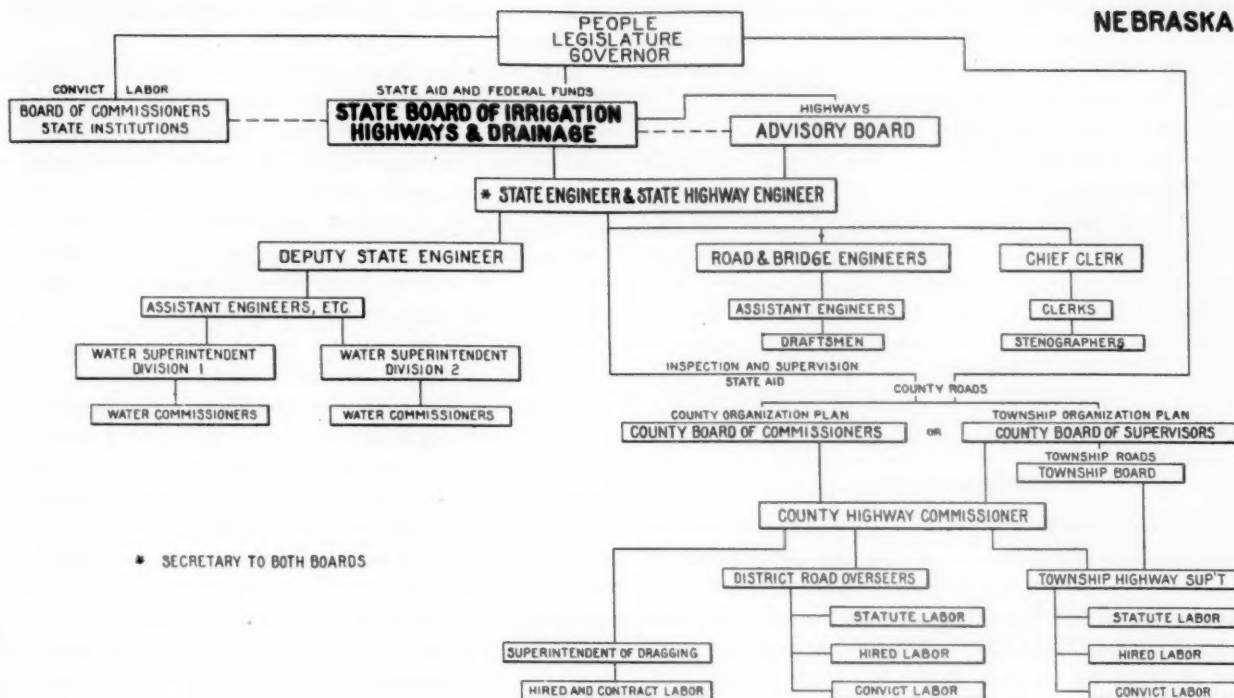 NEBRASKA
PEOPLE
LEGISLATURE
GOVERNOR
CONVICT LABOR
BOARD OF COMMISSIONERS
STATE INSTITUTIONS
STATE AID AND FEDERAL FUNDS
STATE BOARD OF IRRIGATION
HIGHWAYS & DRAINAGE
HIGHWAYS
ADVISORY BOARD
* STATE ENGINEER & STATE HIGHWAY ENGINEER
DEPUTY STATE ENGINEER
ROAD & BRIDGE ENGINEERS
CHIEF CLERK
ASSISTANT ENGINEERS, ETC.
ASSISTANT ENGINEERS
CLERKS
DRAFTSMEN
STENOGRAPHERS
WATER SUPERINTENDENT
DIVISION 1
WATER SUPERINTENDENT
DIVISION 2
WATER COMMISSIONERS
WATER COMMISSIONERS
INSPECTION AND SUPERVISION
STATE AID
COUNTY ROADS
COUNTY ORGANIZATION PLAN
COUNTY BOARD OF COMMISSIONERS
OR
TOWNSHIP ORGANIZATION PLAN
COUNTY BOARD OF SUPERVISORS
TOWNSHIP ROADS
TOWNSHIP BOARD
COUNTY HIGHWAY COMMISSIONER
* SECRETARY TO BOTH BOARDS
DISTRICT ROAD OVERSEERS
TOWNSHIP HIGHWAY SUP'T
STATUTE LABOR
STATUTE LABOR
SUPERINTENDENT OF DRAGGING
HIRED LABOR
HIRED LABOR
HIRED AND CONTRACT LABOR
CONVICT LABOR
CONVICT LABOR